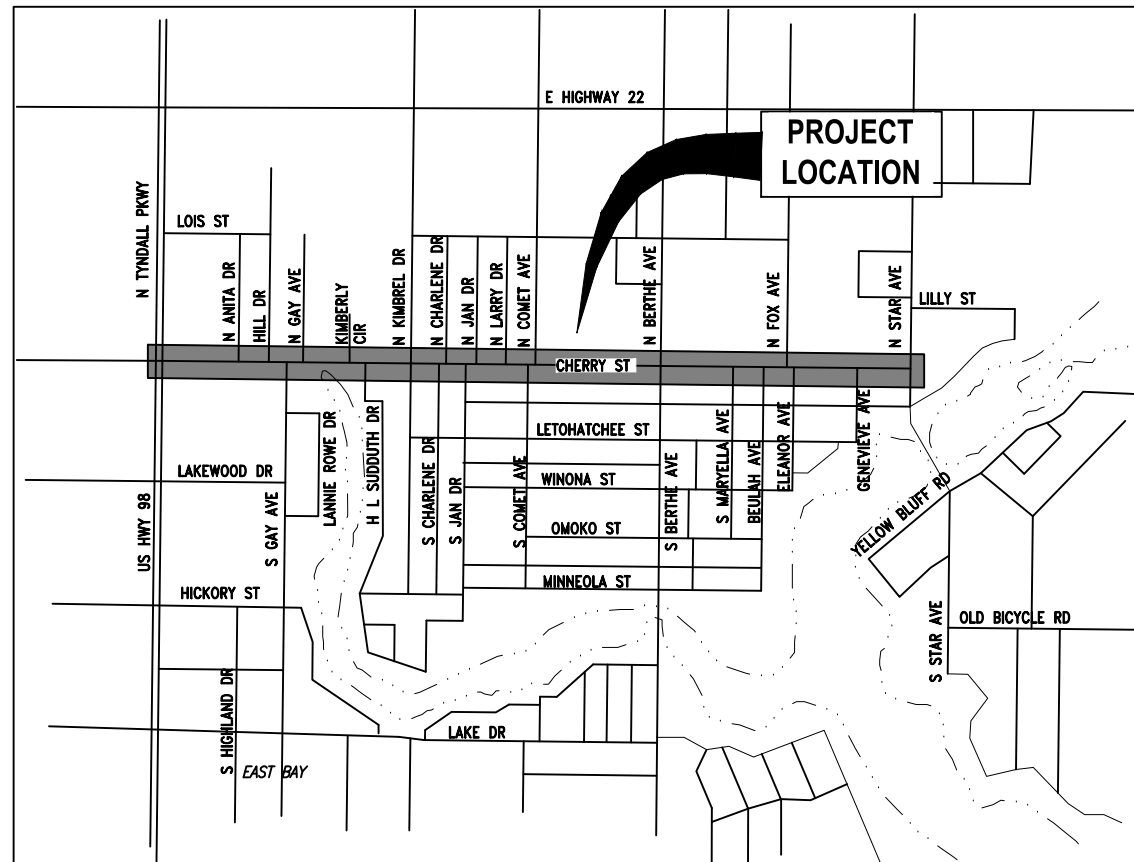 E HIGHWAY 22
PROJECT
LOCATION
N TYNDALL PKWY
LOIS ST
N ANITA DR
HILL DR
N GAY AVE
KIMBERLY
CIR
N KIMBREL DR
N CHARLENE DR
N JAN DR
N LARRY DR
N COMET AVE
N BERTHE AVE
N FOX AVE
N STAR AVE
LILLY ST
CHERRY ST
LETOHATCHEE ST
LAKEWOOD DR
LANNIE ROWE DR
H L SUDDUTH DR
WINONA ST
S GAY AVE
S CHARLENE DR
S JAN DR
S COMET AVE
OMOKO ST
S BERTHE AVE
S MARYELLA AVE
BEULAH AVE
ELEANOR AVE
GENEVIEVE AVE
YELLOW BLUFF RD
US HWY 98
MINNEOLA ST
HICKORY ST
OLD BICYCLE RD
S STAR AVE
S HIGHLAND DR
LAKE DR
EAST BAY